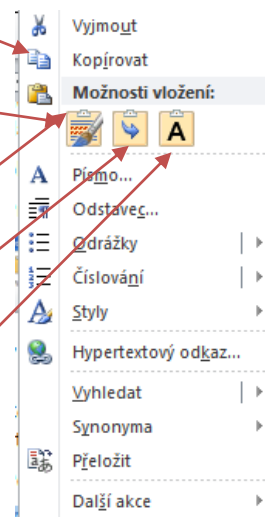 Vyjmout
Kopírovat
Možnosti vložení:
A
A Písmo...
Odstavec...
Odrážky
Číslování
Styly
Hypertextový odkaz...
Vyhledat
Synonyma
Přeložit
Další akce